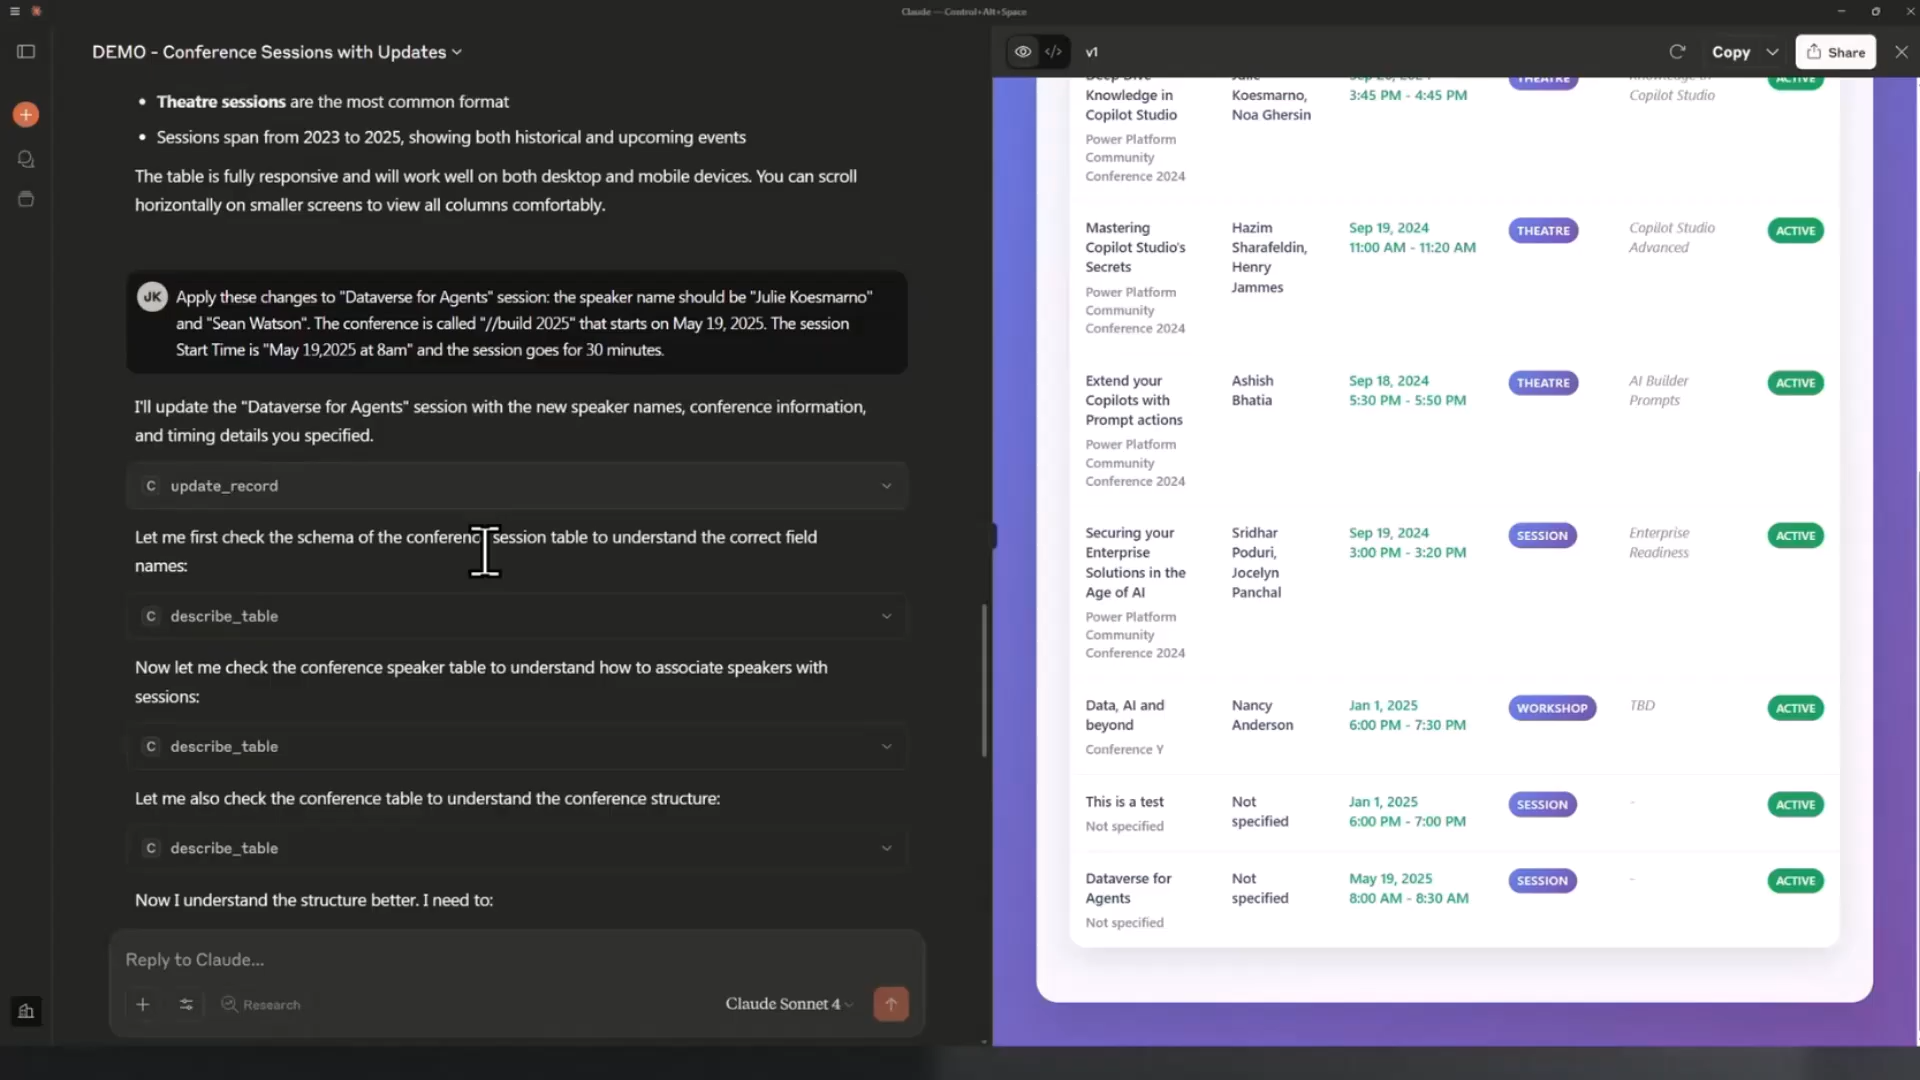 Claude — Control+Alt+Space
DEMO - Conference Sessions with Updates
• Theatre sessions are the most common format
• Sessions span from 2023 to 2025, showing both historical and upcoming events
The table is fully responsive and will work well on both desktop and mobile devices. You can scroll
horizontally on smaller screens to view all columns comfortably.
JK
Apply these changes to "Dataverse for Agents" session: the speaker name should be "Julie Koesmarno"
and "Sean Watson". The conference is called "//build 2025" that starts on May 19, 2025. The session
Start Time is "May 19,2025 at 8am" and the session goes for 30 minutes.
I'll update the "Dataverse for Agents" session with the new speaker names, conference information,
and timing details you specified.
C update_record
Let me first check the schema of the conference session table to understand the correct field
names:
C describe_table
Now let me check the conference speaker table to understand how to associate speakers with
sessions:
C describe_table
Let me also check the conference table to understand the conference structure:
C describe_table
Now I understand the structure better. I need to:
Reply to Claude...
Research
Claude Sonnet 4
v1
Copy
Share
Knowledge in
Copilot Studio
Power Platform
Community
Conference 2024
Koesmarno,
Noa Ghersin
3:45 PM - 4:45 PM
THEATRE
Copilot Studio
ACTIVE
Mastering
Copilot Studio's
Secrets
Power Platform
Community
Conference 2024
Hazim
Sharafeldin,
Henry
Jammes
Sep 19, 2024
11:00 AM - 11:20 AM
THEATRE
Copilot Studio
Advanced
ACTIVE
Extend your
Copilots with
Prompt actions
Power Platform
Community
Conference 2024
Ashish
Bhatia
Sep 18, 2024
5:30 PM - 5:50 PM
THEATRE
AI Builder
Prompts
ACTIVE
Securing your
Enterprise
Solutions in the
Age of AI
Power Platform
Community
Conference 2024
Sridhar
Poduri,
Jocelyn
Panchal
Sep 19, 2024
3:00 PM - 3:20 PM
SESSION
Enterprise
Readiness
ACTIVE
Data, AI and
beyond
Conference Y
Nancy
Anderson
Jan 1, 2025
6:00 PM - 7:30 PM
WORKSHOP
TBD
ACTIVE
This is a test
Not specified
Not
specified
Jan 1, 2025
6:00 PM - 7:00 PM
SESSION
-
ACTIVE
Dataverse for
Agents
Not specified
Not
specified
May 19, 2025
8:00 AM - 8:30 AM
SESSION
-
ACTIVE